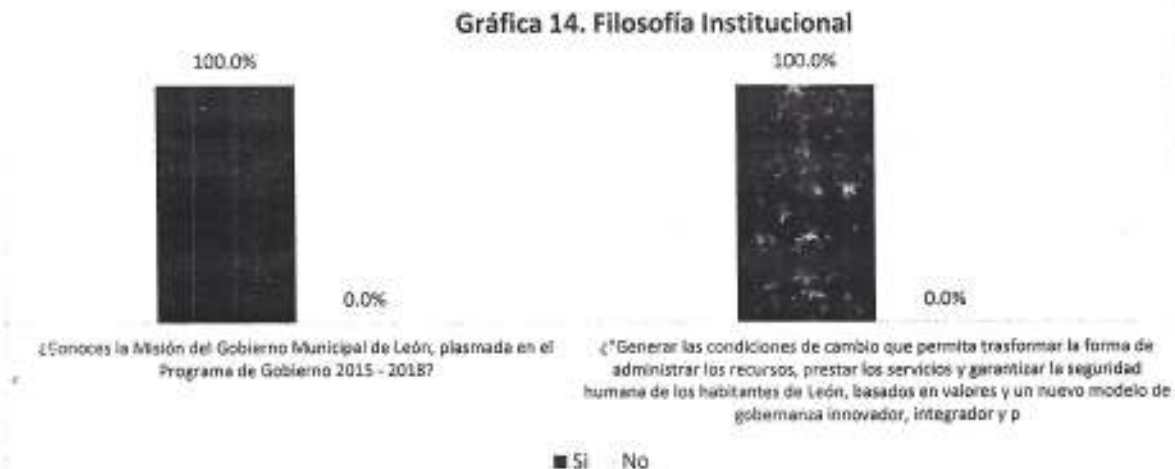 Gráfica 14. Filosofía Institucional
100.0%
100.0%
0.0%
0.0%
¿Conoces la Misión del Gobierno Municipal de León, plasmada en el
Programa de Gobierno 2015 - 2018?
¿"Generar las condiciones de cambio que permita trasformar la forma de
administrar los recursos, prestar los servicios y garantizar la seguridad
humana de los habitantes de León, basados en valores y un nuevo modelo de
gobernanza innovador, integrador y p
Si No